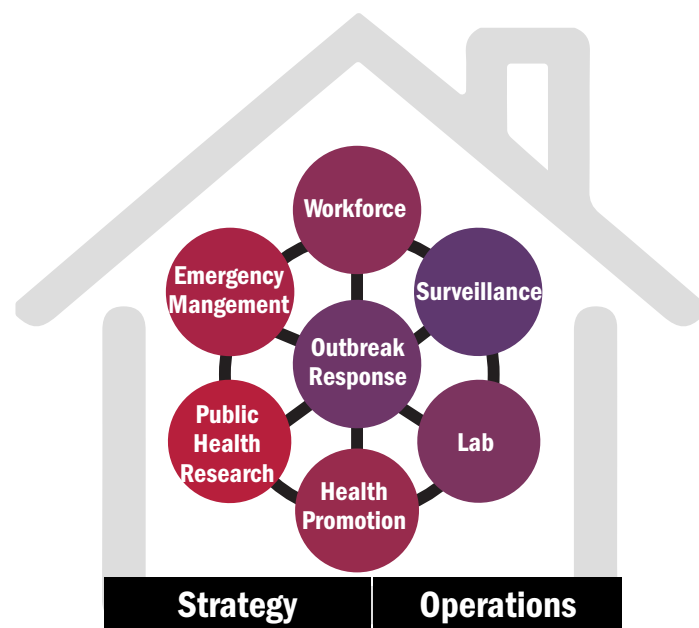 Workforce
Emergency
Mangement
Surveillance
Outbreak
Response
Public
Health
Research
Lab
Health
Promotion
Strategy
Operations